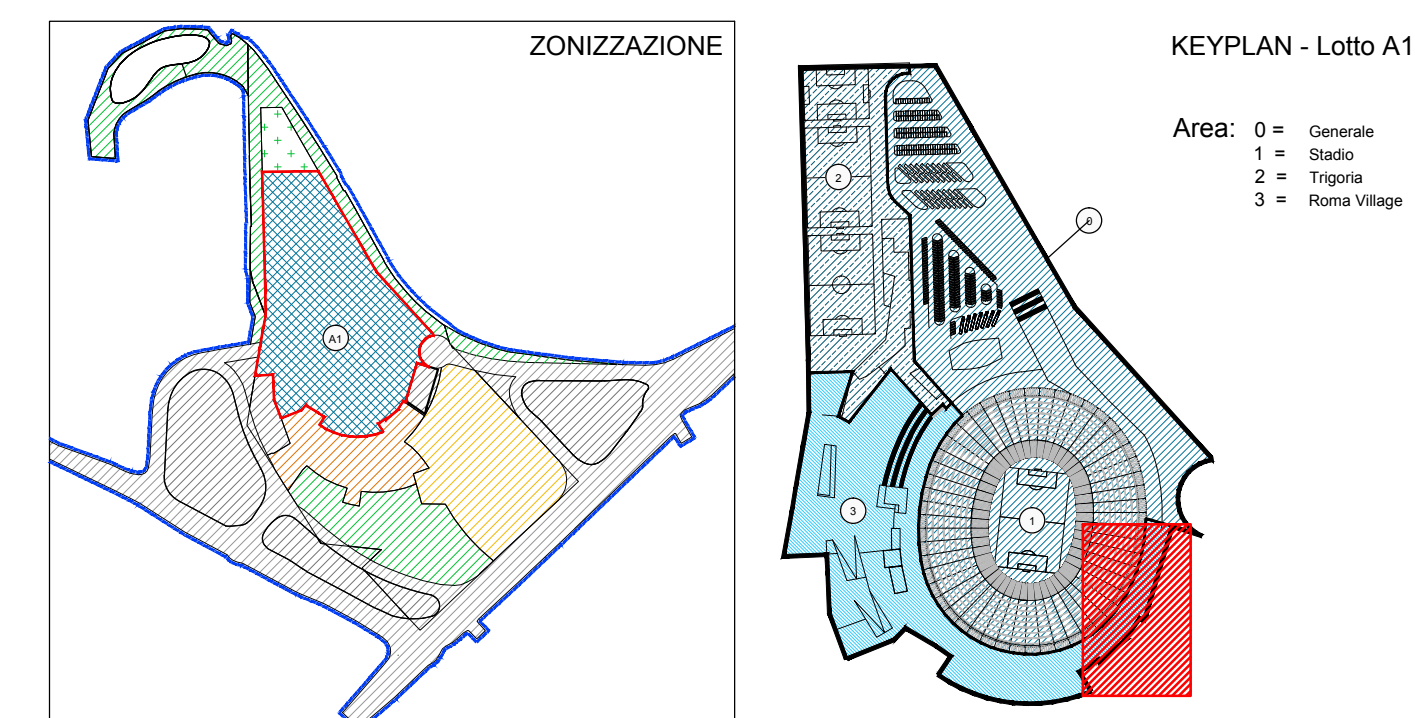 ZONIZZAZIONE
A1
KEYPLAN - Lotto A1
Area: 0 = Generale
1 = Stadio
2 = Trigoria
3 = Roma Village
2
0
3
1